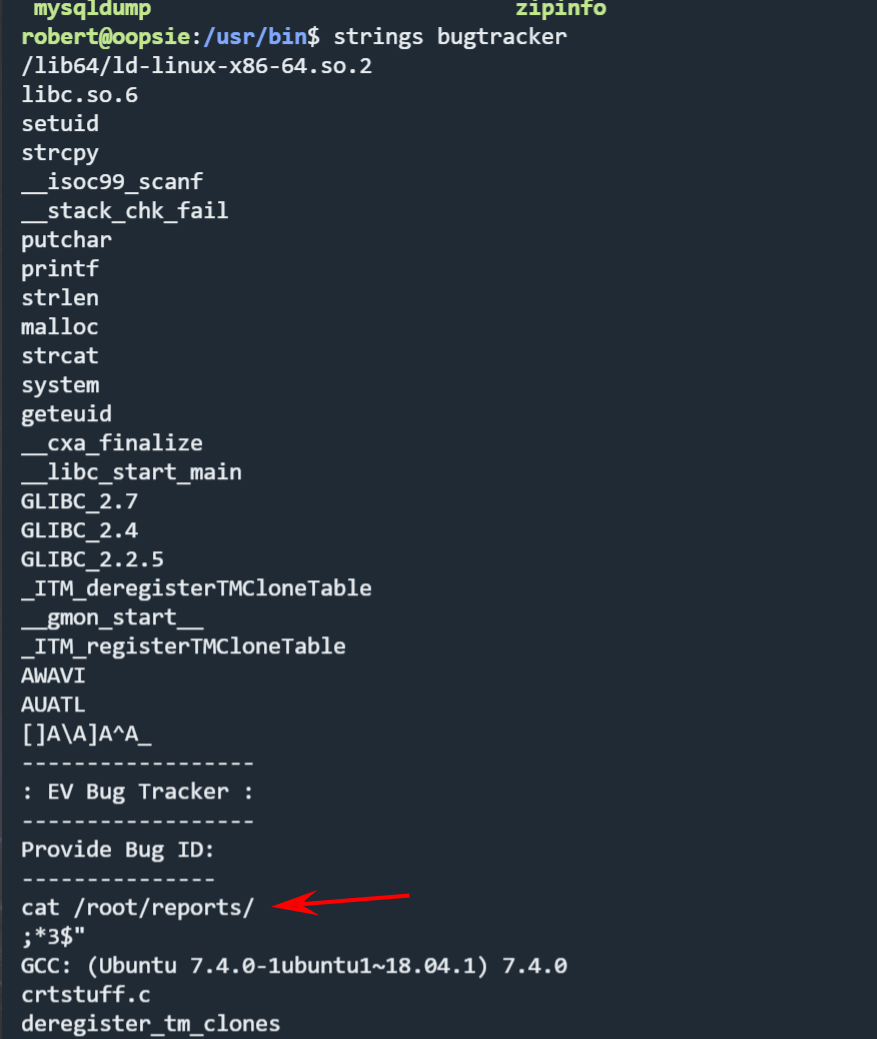 mysqldump zipinfo
robert@oopsie:/usr/bin$ strings bugtracker
/lib64/ld-linux-x86-64.so.2
libc.so.6
setuid
strcpy
__isoc99_scanf
__stack_chk_fail
putchar
printf
strlen
malloc
strcat
system
geteuid
__cxa_finalize
__libc_start_main
GLIBC_2.7
GLIBC_2.4
GLIBC_2.2.5
_ITM_deregisterTMCloneTable
__gmon_start__
_ITM_registerTMCloneTable
AWAVI
AUATL
[]A\A]A^A_
------------------
: EV Bug Tracker :
------------------
Provide Bug ID:
---------------
cat /root/reports/
;*3$"
GCC: (Ubuntu 7.4.0-1ubuntu1~18.04.1) 7.4.0
crtstuff.c
deregister_tm_clones